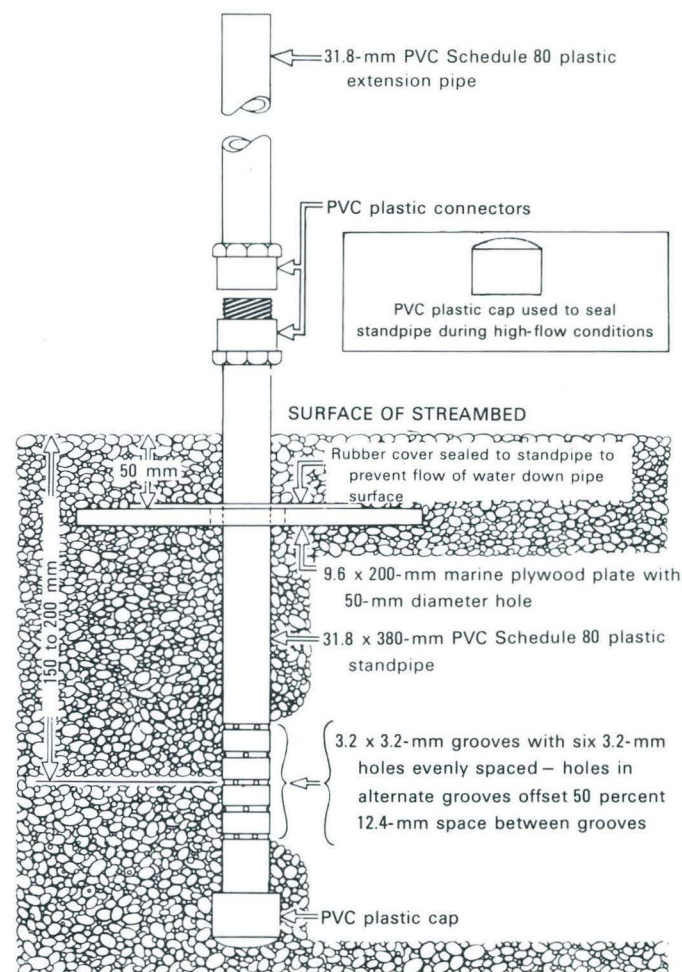 31.8-mm PVC Schedule 80 plastic
extension pipe
PVC plastic connectors
PVC plastic cap used to seal
standpipe during high-flow conditions
SURFACE OF STREAMBED
50 mm
Rubber cover sealed to standpipe to
prevent flow of water down pipe
surface
150 to 200 mm
9.6 x 200-mm marine plywood plate with
50-mm diameter hole
31.8 x 380-mm PVC Schedule 80 plastic
standpipe
3.2 x 3.2-mm grooves with six 3.2-mm
holes evenly spaced – holes in
alternate grooves offset 50 percent
12.4-mm space between grooves
PVC plastic cap